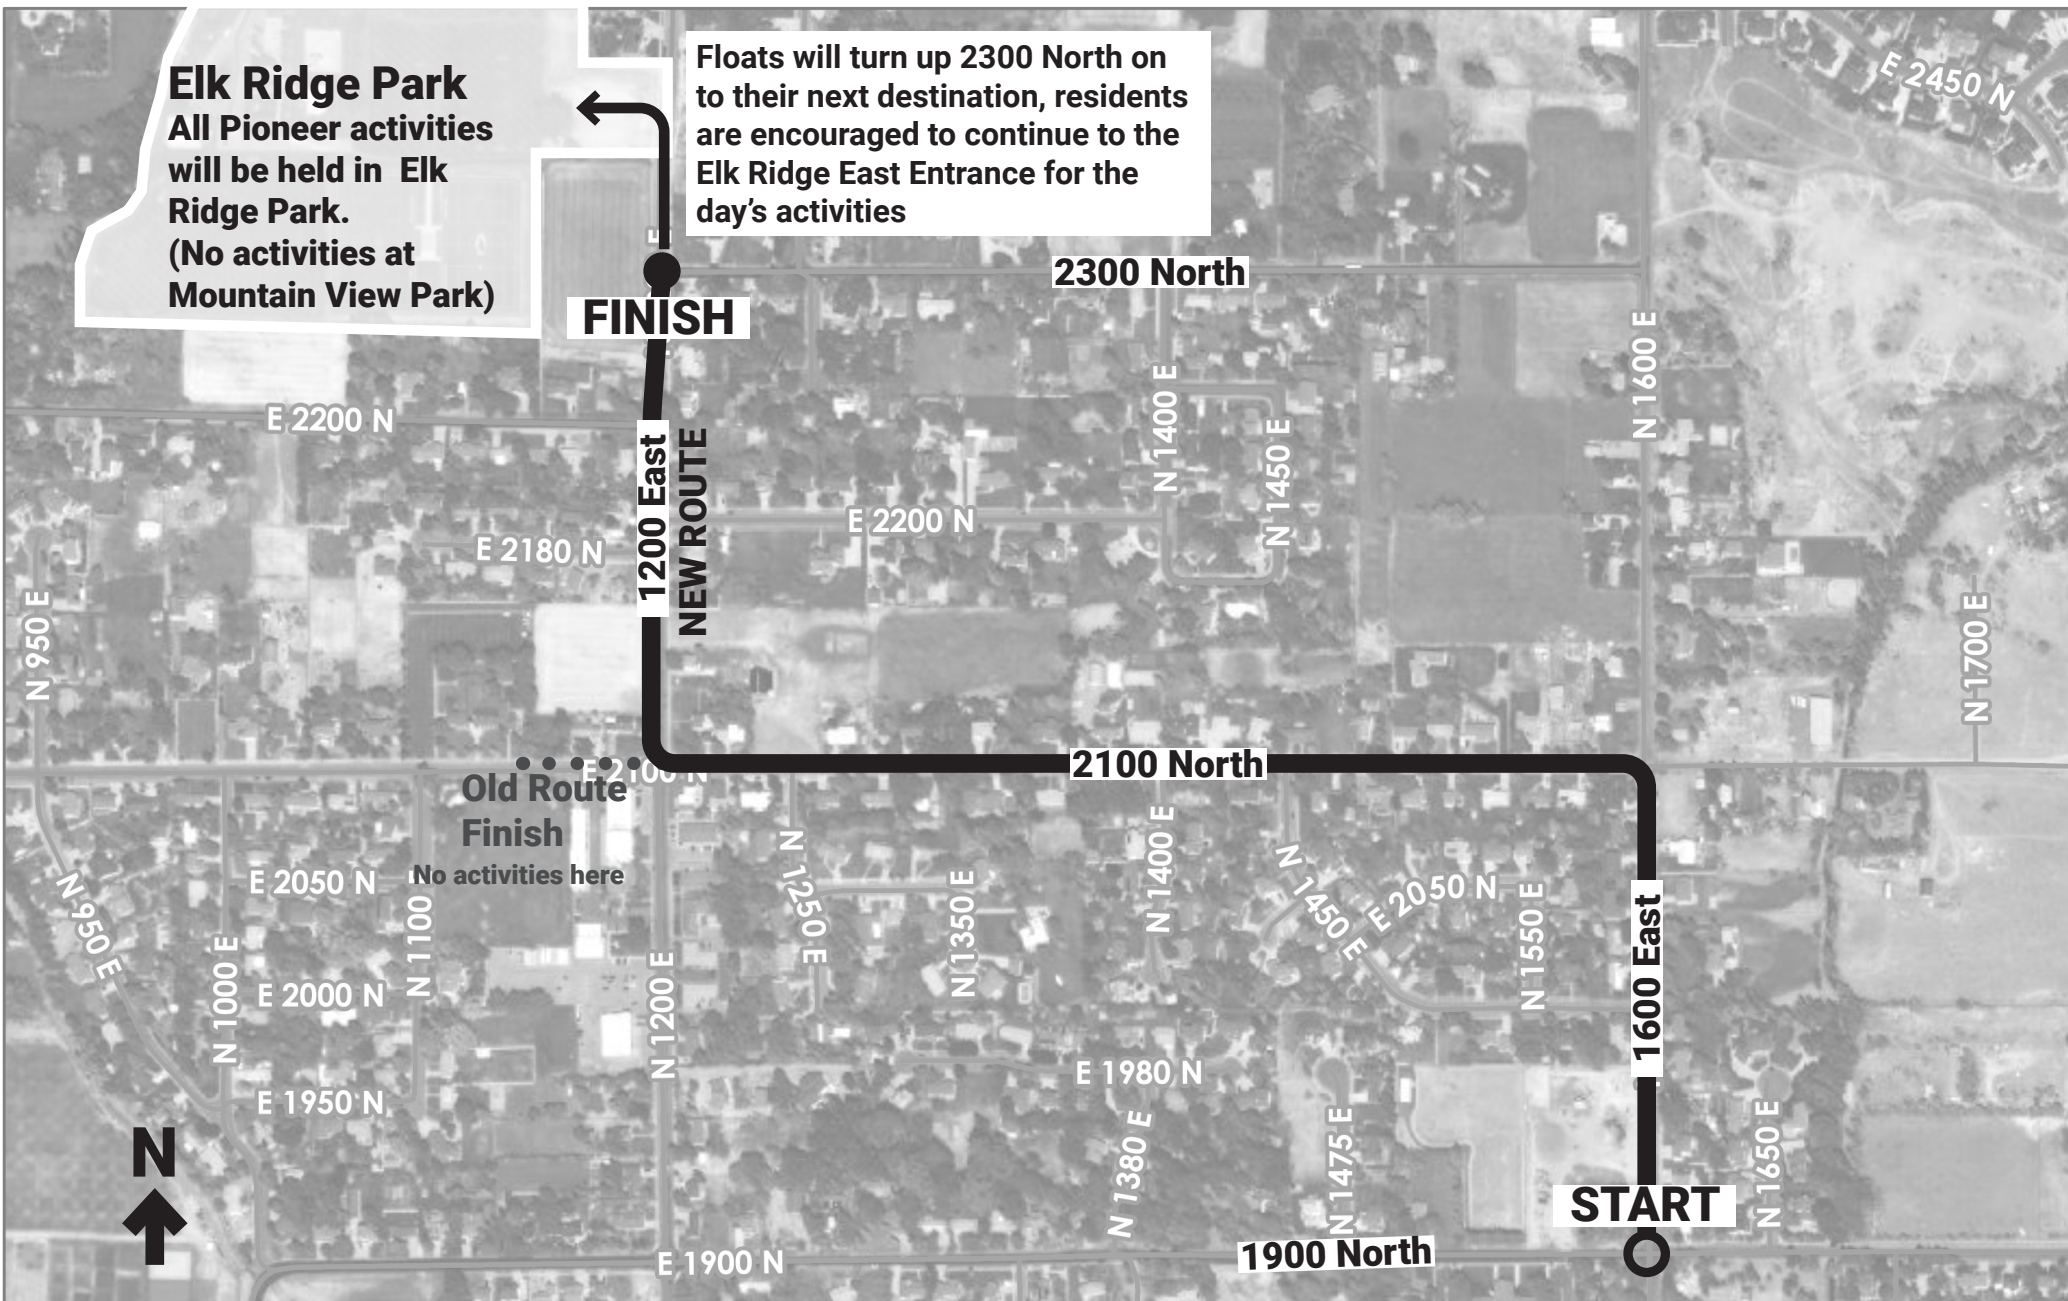 Elk Ridge Park
All Pioneer activities
will be held in Elk
Ridge Park.
(No activities at
Mountain View Park)
Floats will turn up 2300 North on
to their next destination, residents
are encouraged to continue to the
Elk Ridge East Entrance for the
day's activities
E 2450 N
2300 North
FINISH
N 1600 E
E 2200 N
N 1400 E
N 1450 E
1200 East
NEW ROUTE
E 2200 N
E 2180 N
N 950 E
N 1700 E
2100 North
E 2100 N
Old Route
Finish
No activities here
N 1250 E
N 1400 E
N 1450 E
E 2050 N
N 1550 E
N 1350 E
E 2050 N
N 950 E
N 1100 E
1600 East
N 1000 E
E 2000 N
N 1200 E
E 1980 N
E 1950 N
N 1380 E
N 1475 E
N 1650 E
N
START
1900 North
E 1900 N